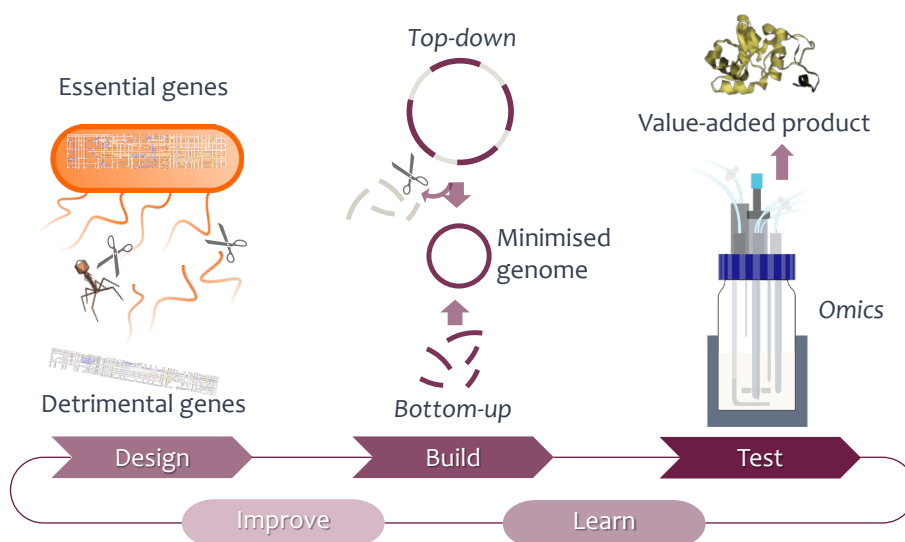 Essential genes
Detrimental genes
Top-down
Minimised
genome
Bottom-up
Value-added product
Omics
Design
Build
Test
Improve
Learn